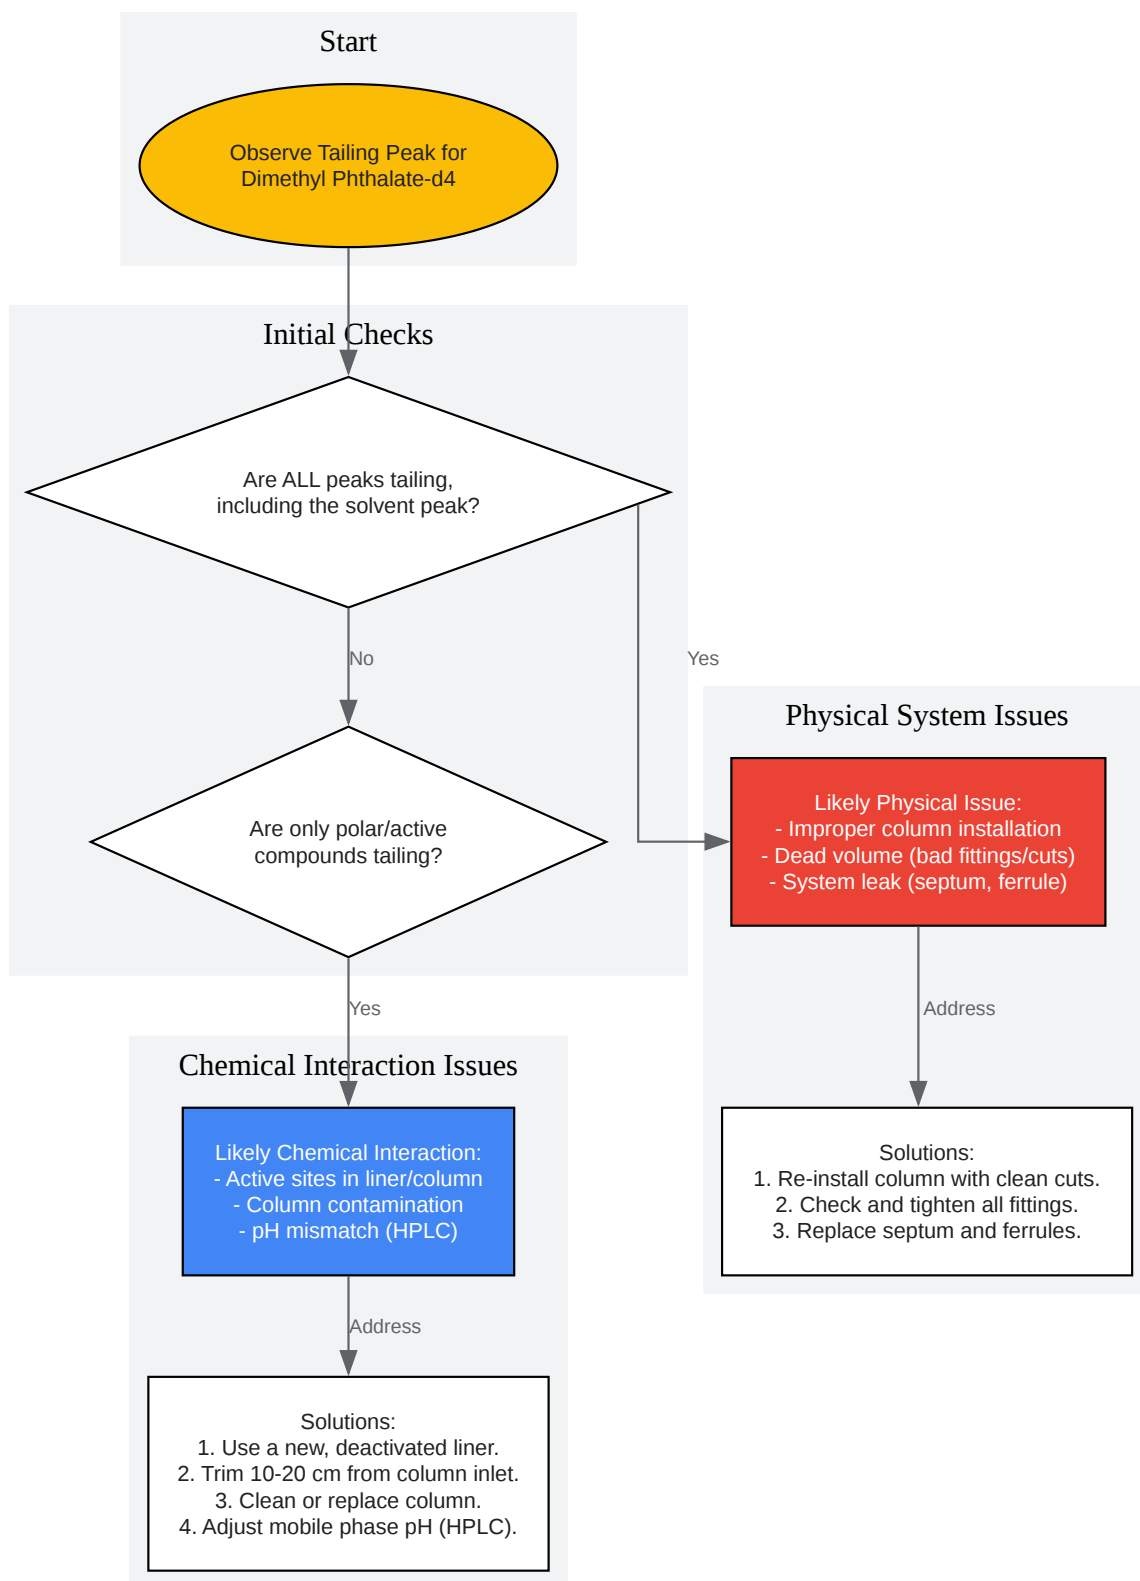 Start
Observe Tailing Peak for
Dimethyl Phthalate-d4
Initial Checks
Are ALL peaks tailing,
including the solvent peak?
No
Yes
Are only polar/active
compounds tailing?
Physical System Issues
Likely Physical Issue:
- Improper column installation
- Dead volume (bad fittings/cuts)
- System leak (septum, ferrule)
Yes
Address
Chemical Interaction Issues
Likely Chemical Interaction:
- Active sites in liner/column
- Column contamination
- pH mismatch (HPLC)
Solutions:
1. Re-install column with clean cuts.
2. Check and tighten all fittings.
3. Replace septum and ferrules.
Address
Solutions:
1. Use a new, deactivated liner.
2. Trim 10-20 cm from column inlet.
3. Clean or replace column.
4. Adjust mobile phase pH (HPLC).